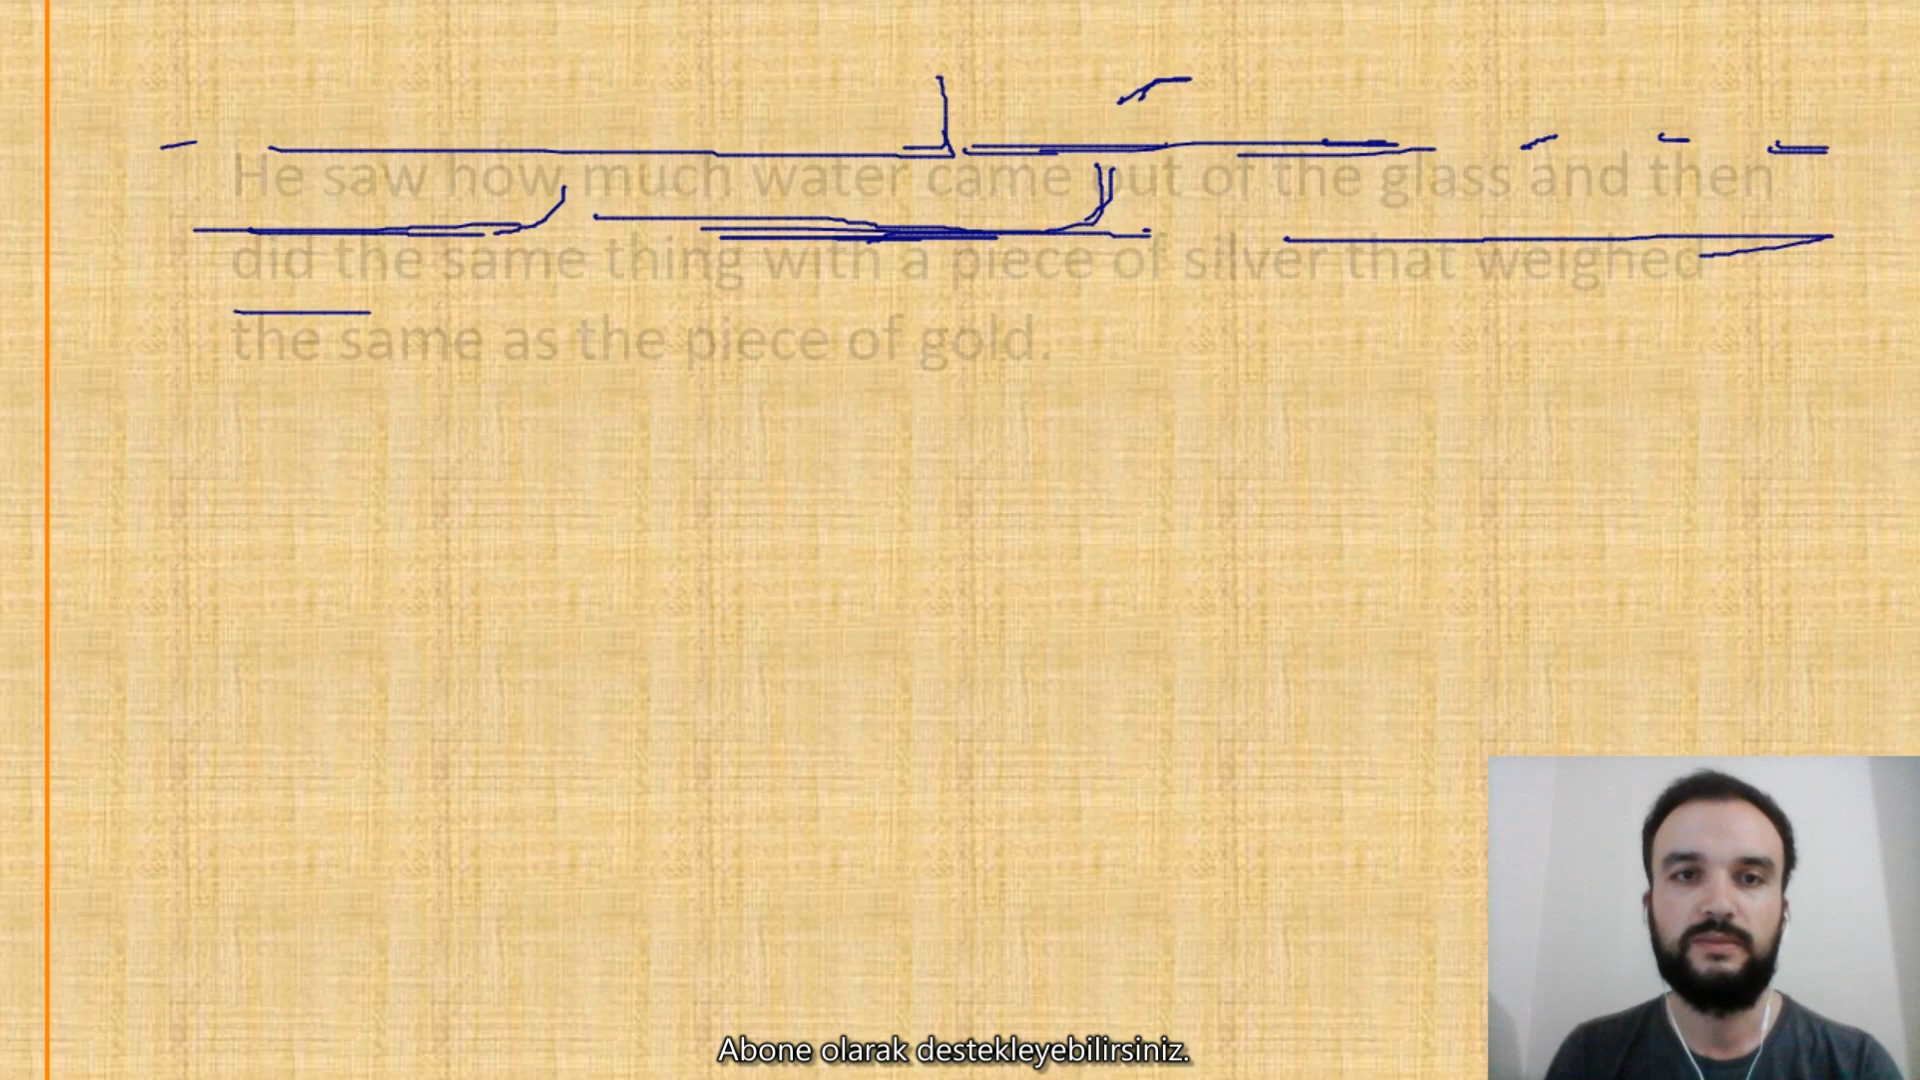 He saw how much water came out of the glass and then
did the same thing with a piece of silver that weighed
the same as the piece of gold.
Abone olarak destekleyebilirsiniz.